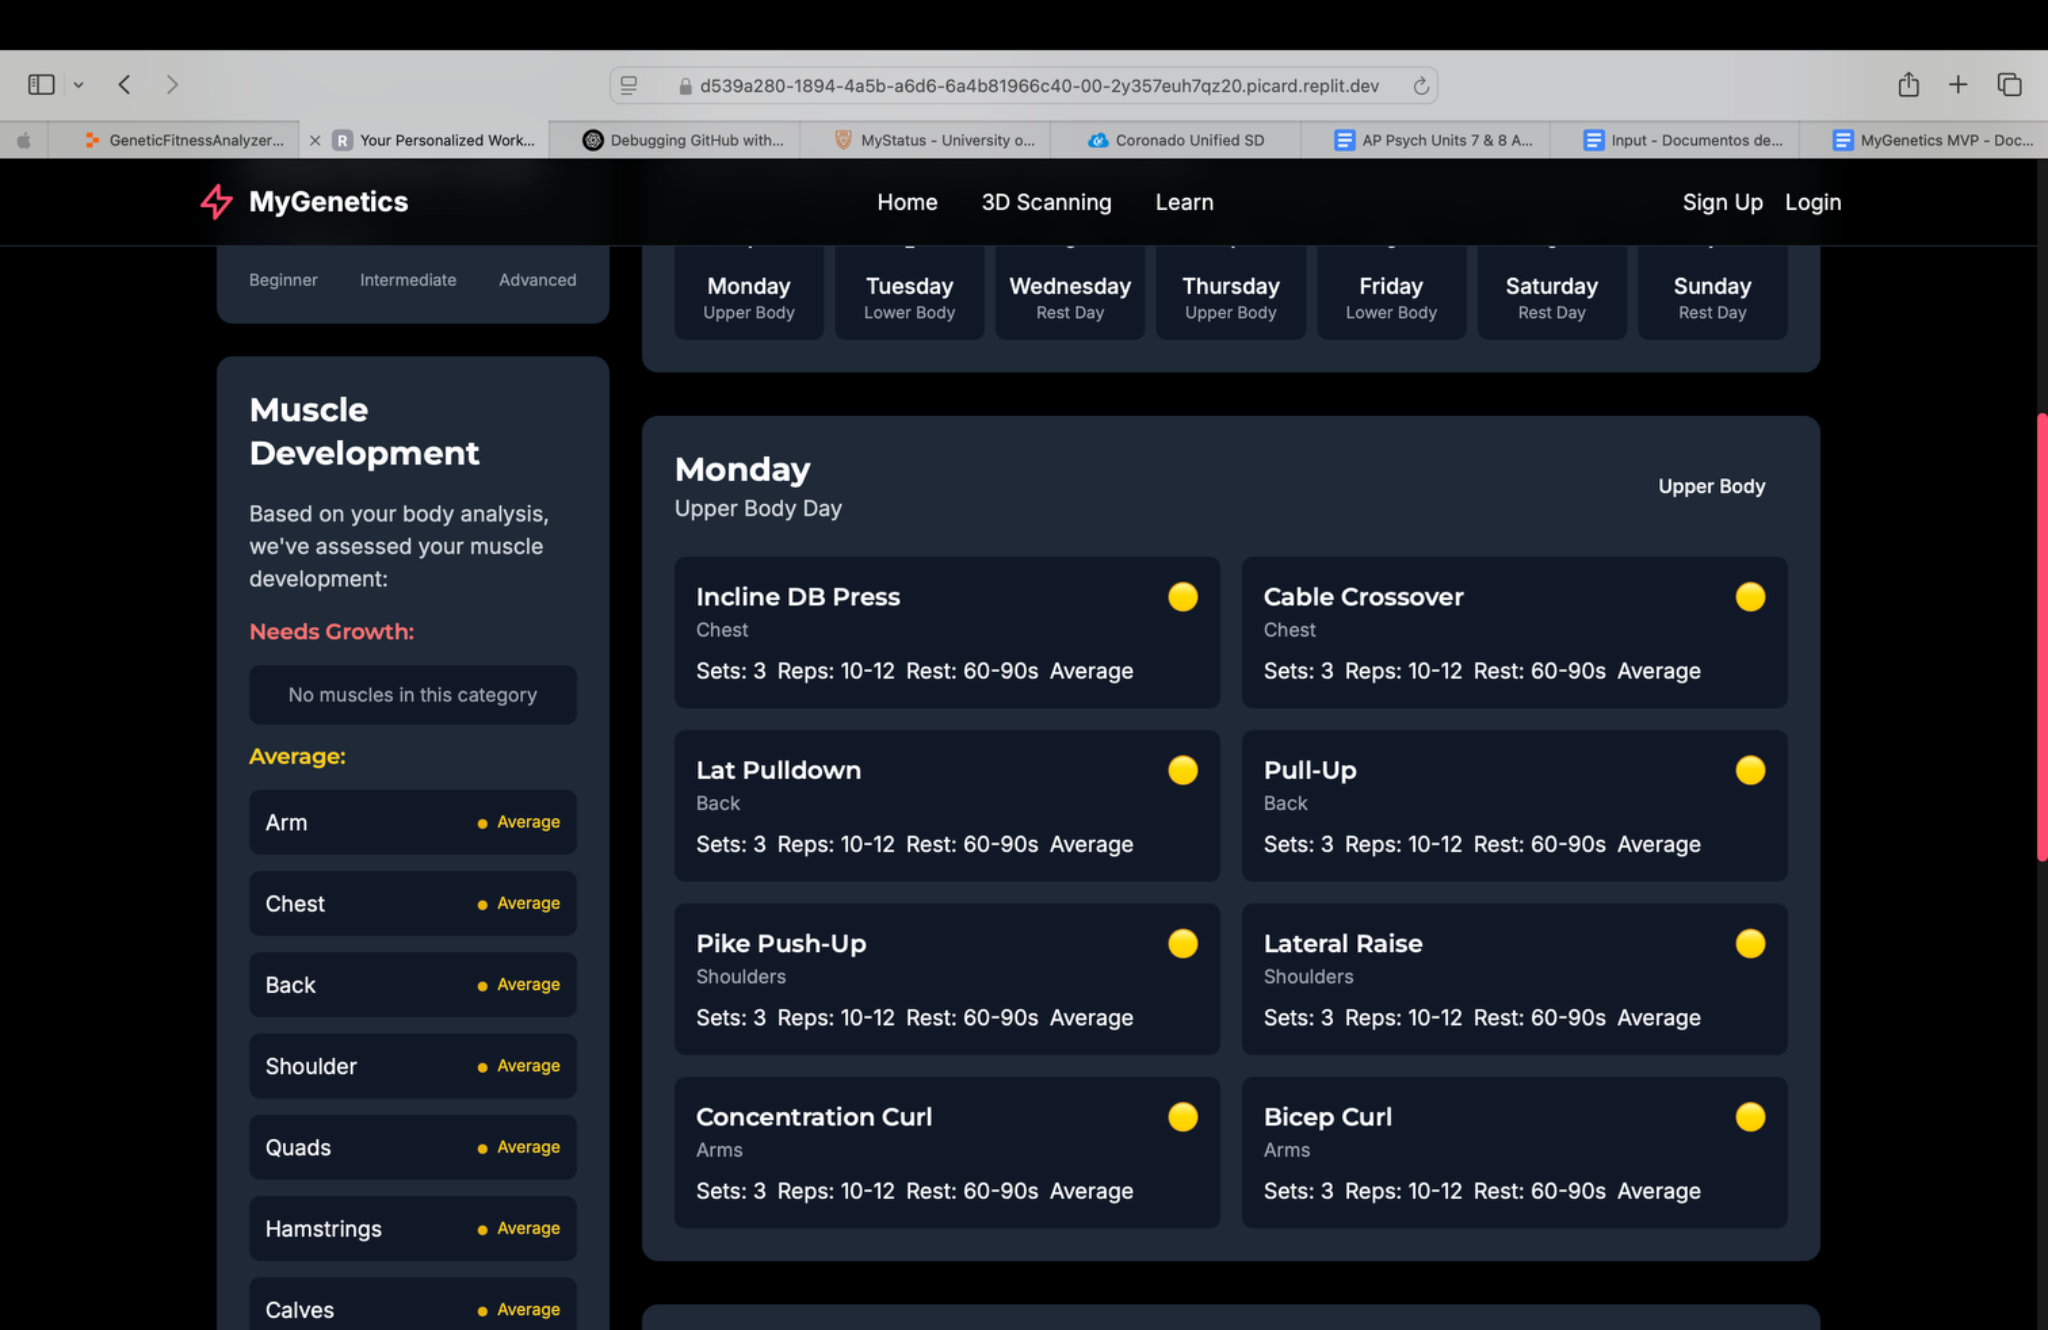 d539a280-1894-4a5b-a6d6-6a4b81966c40-00-2y357euh7qz20.picard.replit.dev
GeneticFitnessAnalyzer...
R Your Personalized Work...
Debugging GitHub with...
MyStatus - University o...
Coronado Unified SD
AP Psych Units 7 & 8 A...
Input - Documentos de...
MyGenetics MVP - Doc...
MyGenetics
Home
3D Scanning
Learn
Sign Up
Login
Beginner
Intermediate
Advanced
Muscle
Development
Based on your body analysis,
we've assessed your muscle
development:
Needs Growth:
No muscles in this category
Average:
Arm
Average
Chest
Average
Back
Average
Shoulder
Average
Quads
Average
Hamstrings
Average
Calves
Average
Monday
Upper Body
Tuesday
Lower Body
Wednesday
Rest Day
Thursday
Upper Body
Friday
Lower Body
Saturday
Rest Day
Sunday
Rest Day
Monday
Upper Body Day
Upper Body
Incline DB Press
Chest
Sets: 3 Reps: 10-12 Rest: 60-90s Average
Cable Crossover
Chest
Sets: 3 Reps: 10-12 Rest: 60-90s Average
Lat Pulldown
Back
Sets: 3 Reps: 10-12 Rest: 60-90s Average
Pull-Up
Back
Sets: 3 Reps: 10-12 Rest: 60-90s Average
Pike Push-Up
Shoulders
Sets: 3 Reps: 10-12 Rest: 60-90s Average
Lateral Raise
Shoulders
Sets: 3 Reps: 10-12 Rest: 60-90s Average
Concentration Curl
Arms
Sets: 3 Reps: 10-12 Rest: 60-90s Average
Bicep Curl
Arms
Sets: 3 Reps: 10-12 Rest: 60-90s Average